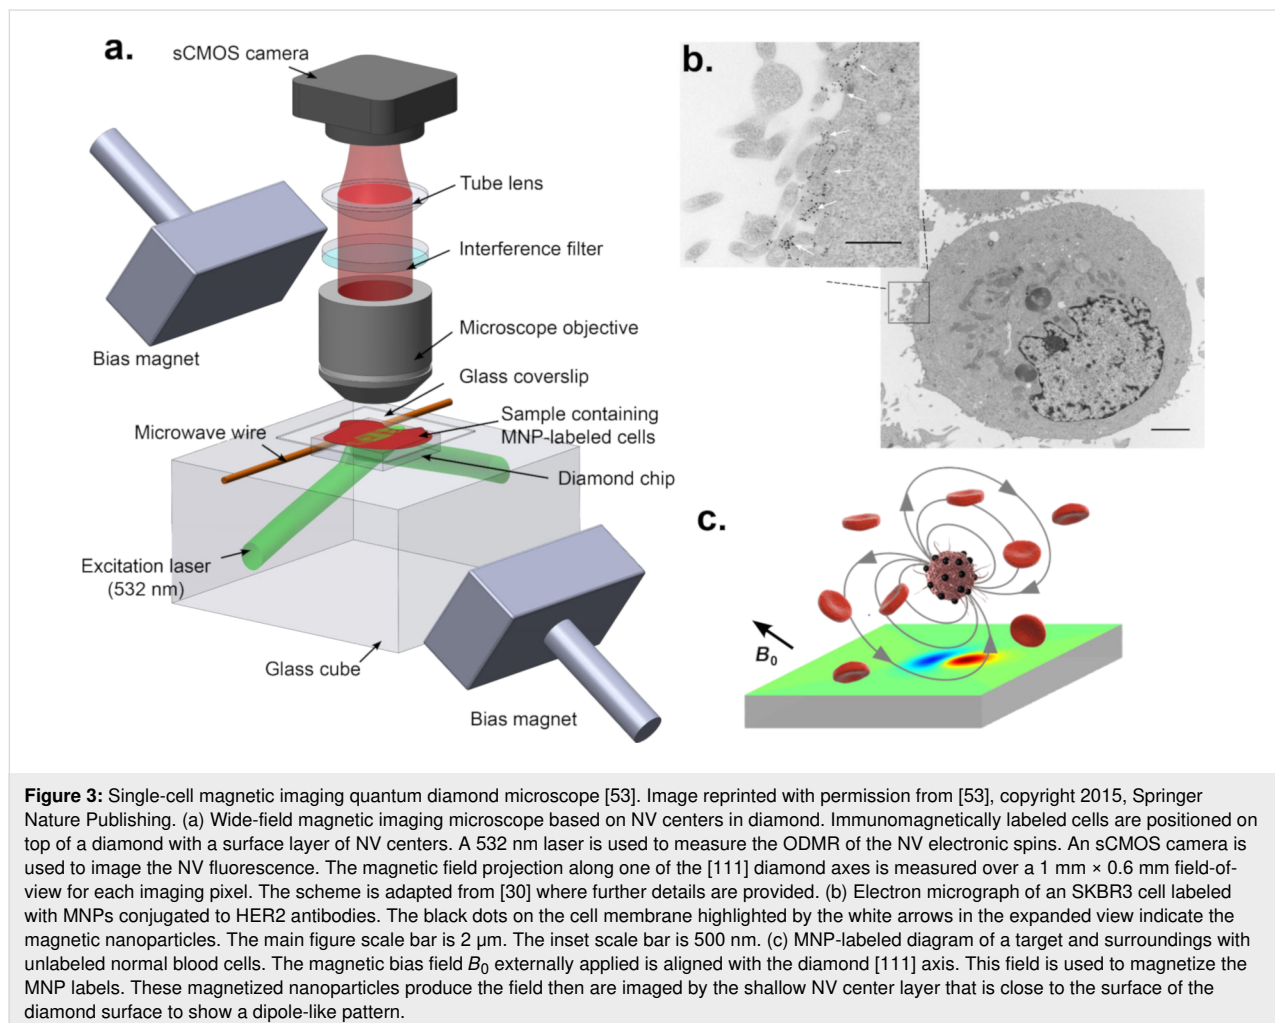 a.
sCMOS camera
Tube lens
Interference filter
Bias magnet
Microscope objective
Glass coverslip
Microwave wire
Sample containing
MNP-labeled cells
Diamond chip
Excitation laser
(532 nm)
Glass cube
Bias magnet
b.
c.
B0
Figure 3: Single-cell magnetic imaging quantum diamond microscope [53]. Image reprinted with permission from [53], copyright 2015, Springer
Nature Publishing. (a) Wide-field magnetic imaging microscope based on NV centers in diamond. Immunomagnetically labeled cells are positioned on
top of a diamond with a surface layer of NV centers. A 532 nm laser is used to measure the ODMR of the NV electronic spins. An sCMOS camera is
used to image the NV fluorescence. The magnetic field projection along one of the [111] diamond axes is measured over a 1 mm × 0.6 mm field-of-
view for each imaging pixel. The scheme is adapted from [30] where further details are provided. (b) Electron micrograph of an SKBR3 cell labeled
with MNPs conjugated to HER2 antibodies. The black dots on the cell membrane highlighted by the white arrows in the expanded view indicate the
magnetic nanoparticles. The main figure scale bar is 2 μm. The inset scale bar is 500 nm. (c) MNP-labeled diagram of a target and surroundings with
unlabeled normal blood cells. The magnetic bias field B0 externally applied is aligned with the diamond [111] axis. This field is used to magnetize the
MNP labels. These magnetized nanoparticles produce the field then are imaged by the shallow NV center layer that is close to the surface of the
diamond surface to show a dipole-like pattern.